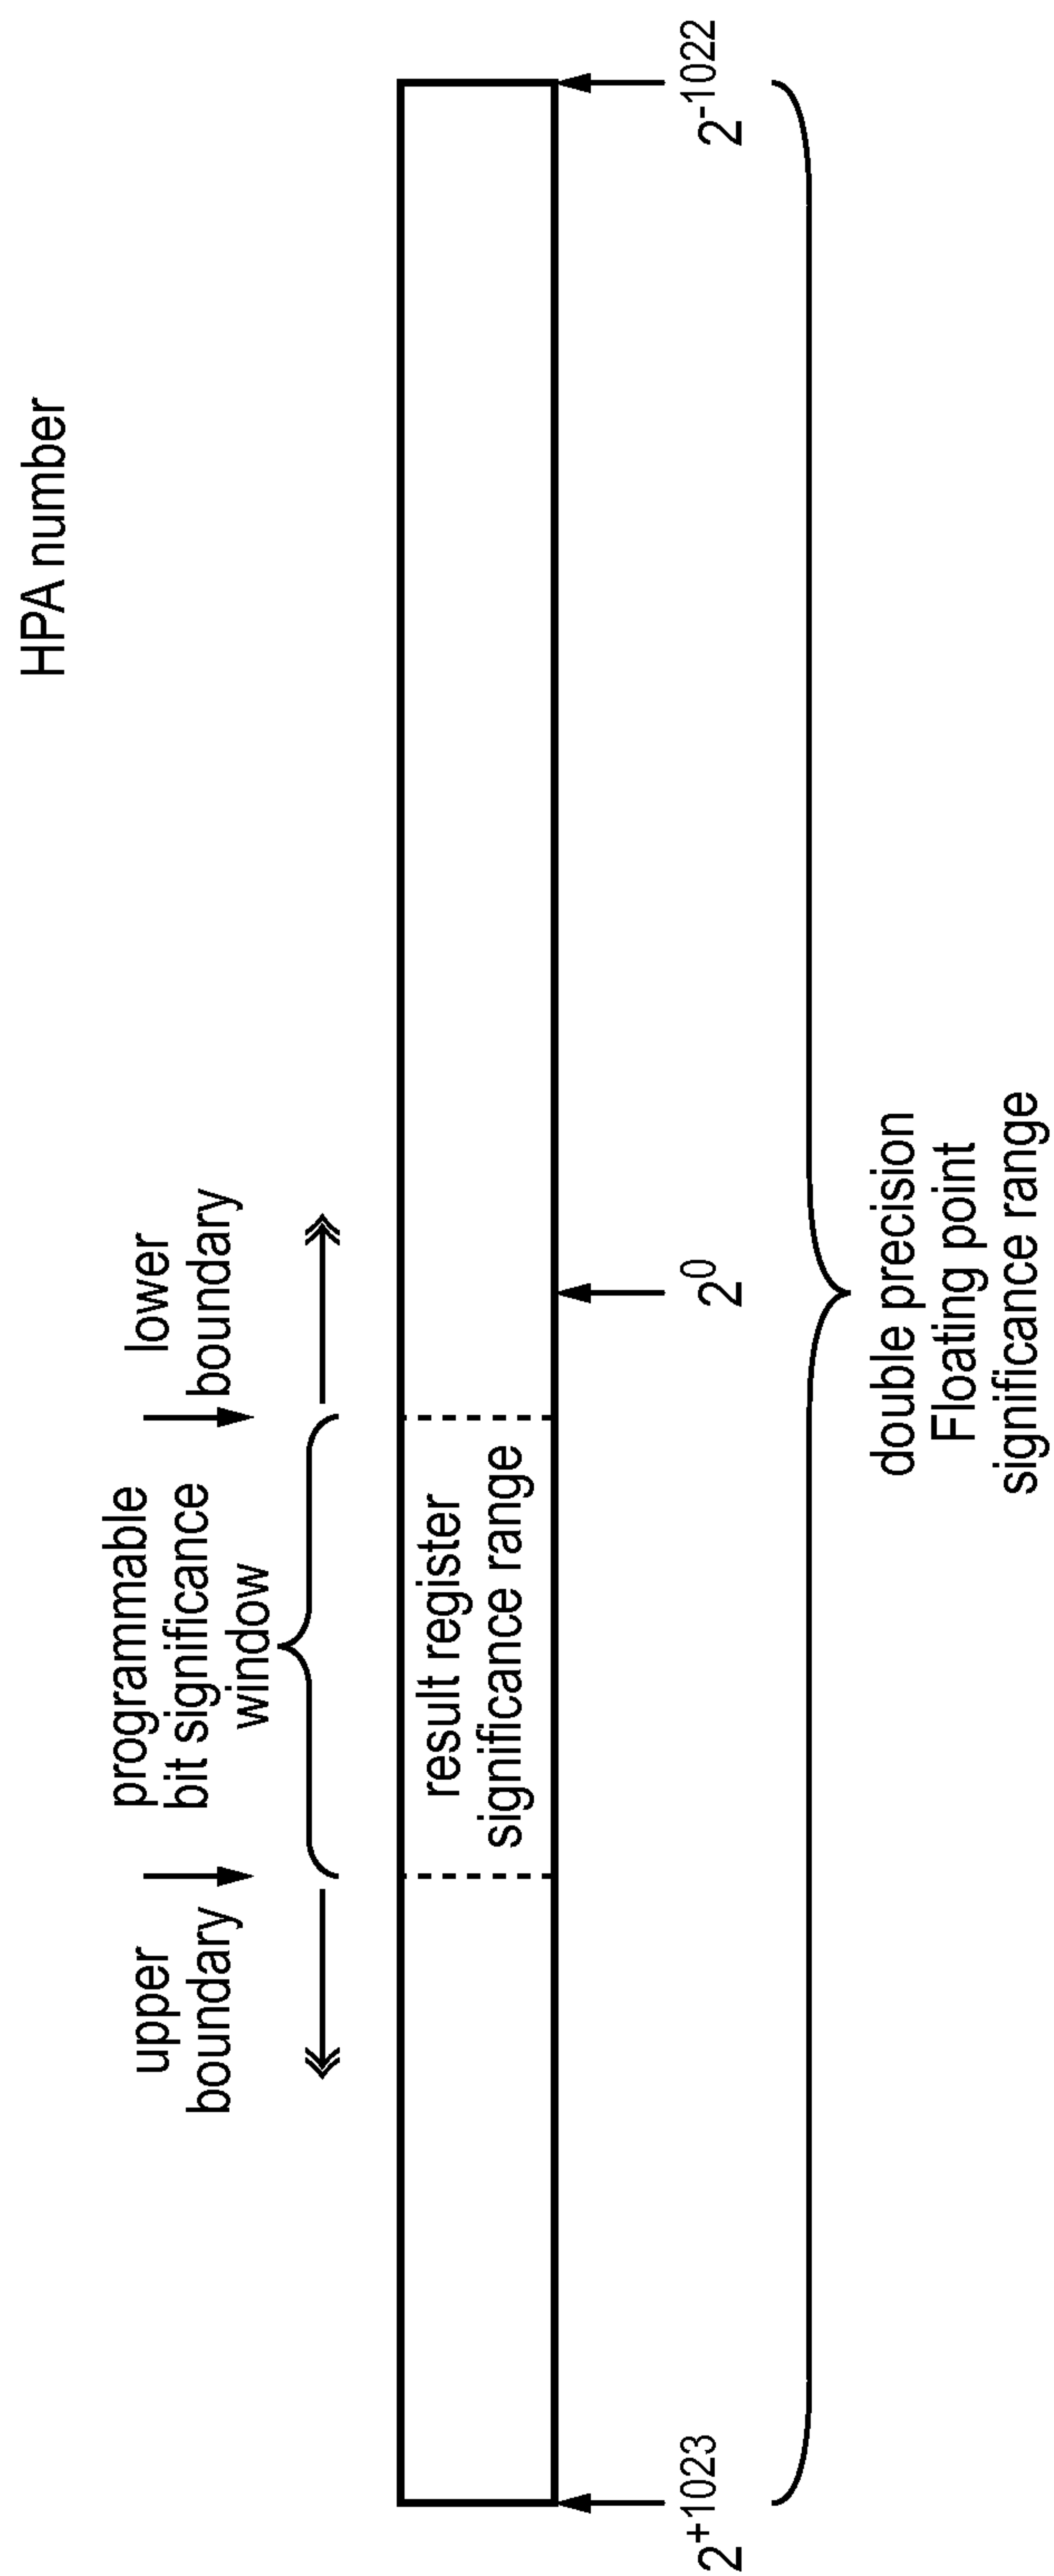 HPA number
upper
boundary
programmable
bit significance
window
lower
boundary
result register
significance range
2+1023
20
2-1022
double precision
Floating point
significance range